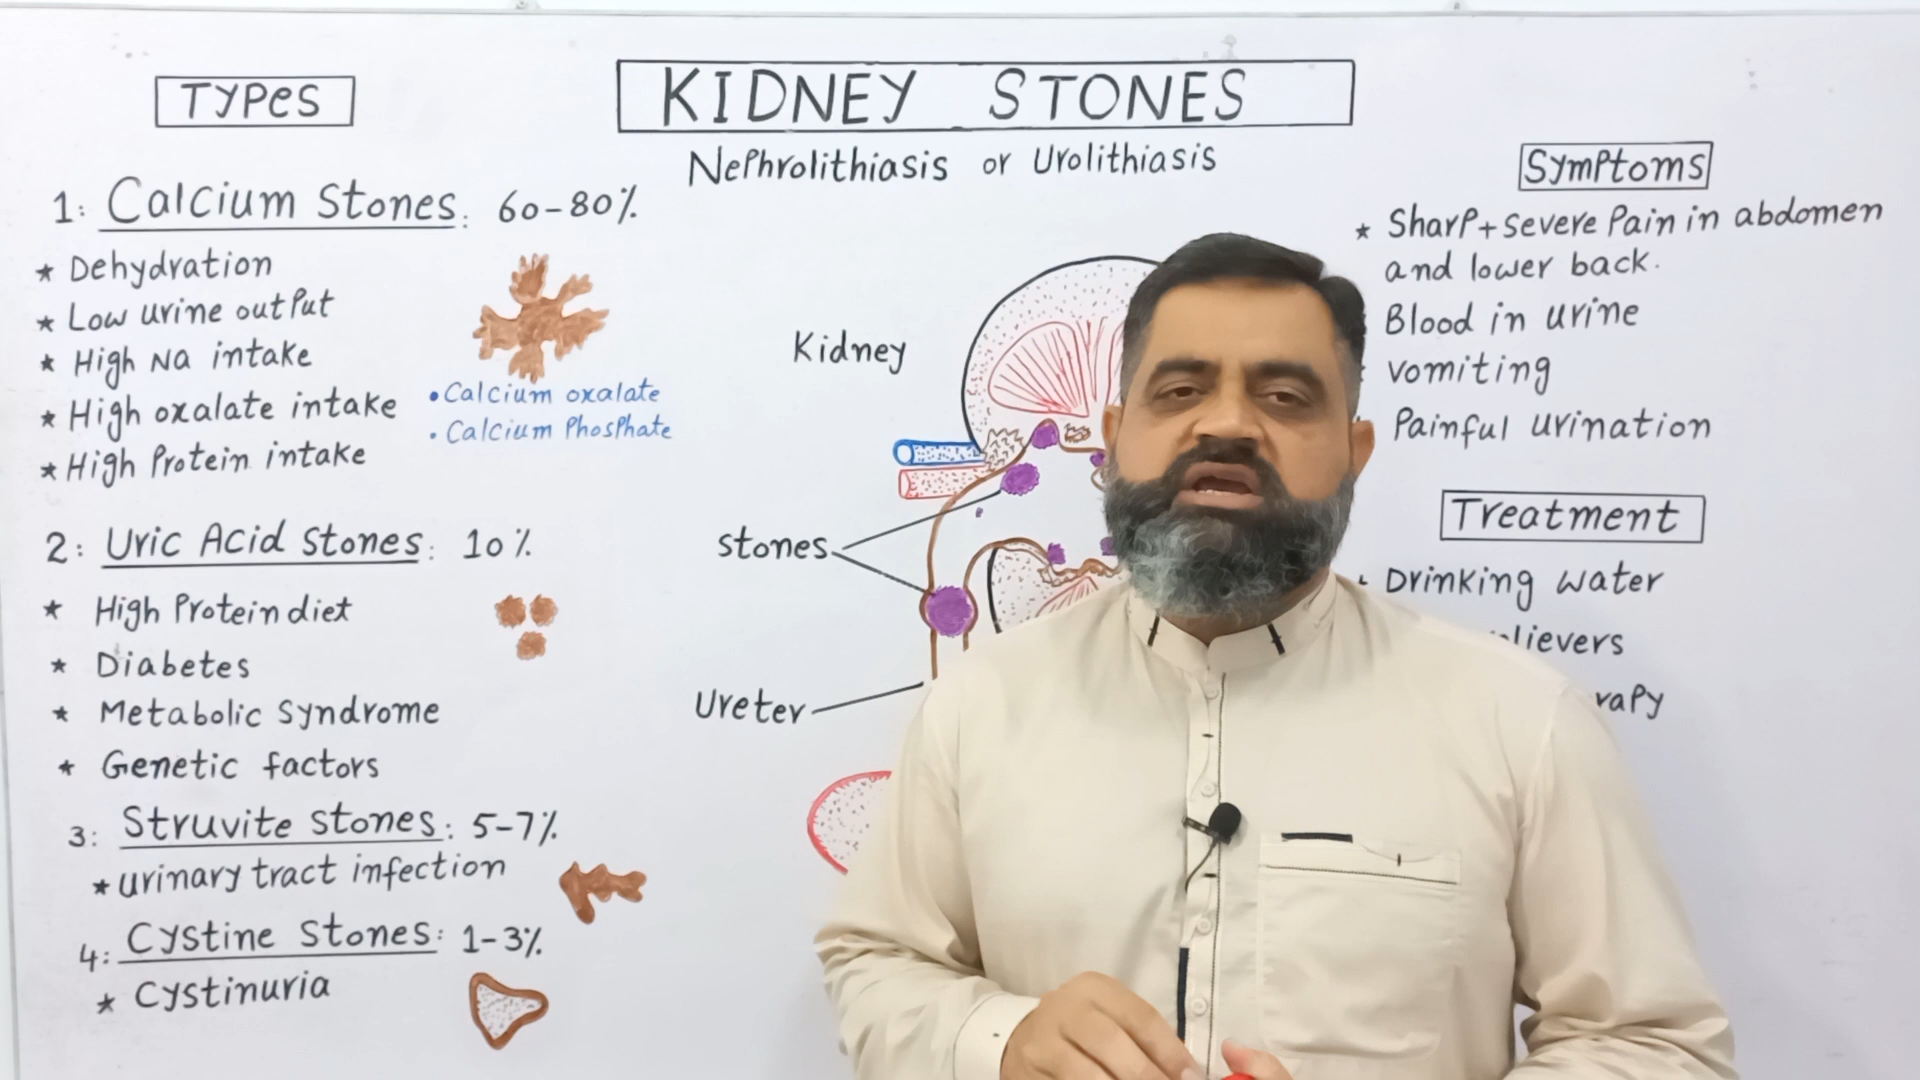 TYPes
KIDNEY STONES
Nephrolithiasis or Urolithiasis
1: Calcium Stones: 60-80%
★ Dehydration
★ Low urine output
★ High Na intake
★ High oxalate intake
★ High Protein intake
• Calcium oxalate
• Calcium Phosphate
2: Uric Acid Stones: 10%
★ High Protein diet
★ Diabetes
★ Metabolic Syndrome
★ Genetic factors
3: Struvite Stones: 5-7%
★ urinary tract infection
4: Cystine Stones: 1-3%
★ Cystinuria
Kidney
Stones
Ureter
Symptoms
★ Sharp+severe Pain in abdomen
and lower back.
Blood in urine
vomiting
Painful urination
Treatment
Drinking water